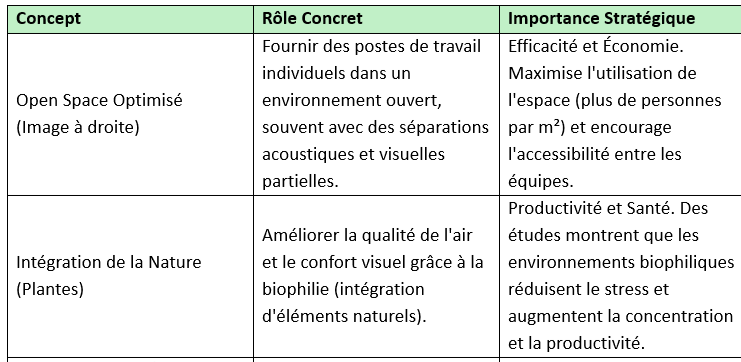 Concept
Rôle Concret
Importance Stratégique
Open Space Optimisé
(Image à droite)
Fournir des postes de travail
individuels dans un
environnement ouvert,
souvent avec des séparations
acoustiques et visuelles
partielles.
Efficacité et Économie.
Maximise l'utilisation de
l'espace (plus de personnes
par m²) et encourage
l'accessibilité entre les
équipes.
Intégration de la Nature
(Plantes)
Améliorer la qualité de l'air
et le confort visuel grâce à la
biophilie (intégration
d'éléments naturels).
Productivité et Santé. Des
études montrent que les
environnements biophiliques
réduisent le stress et
augmentent la concentration
et la productivité.